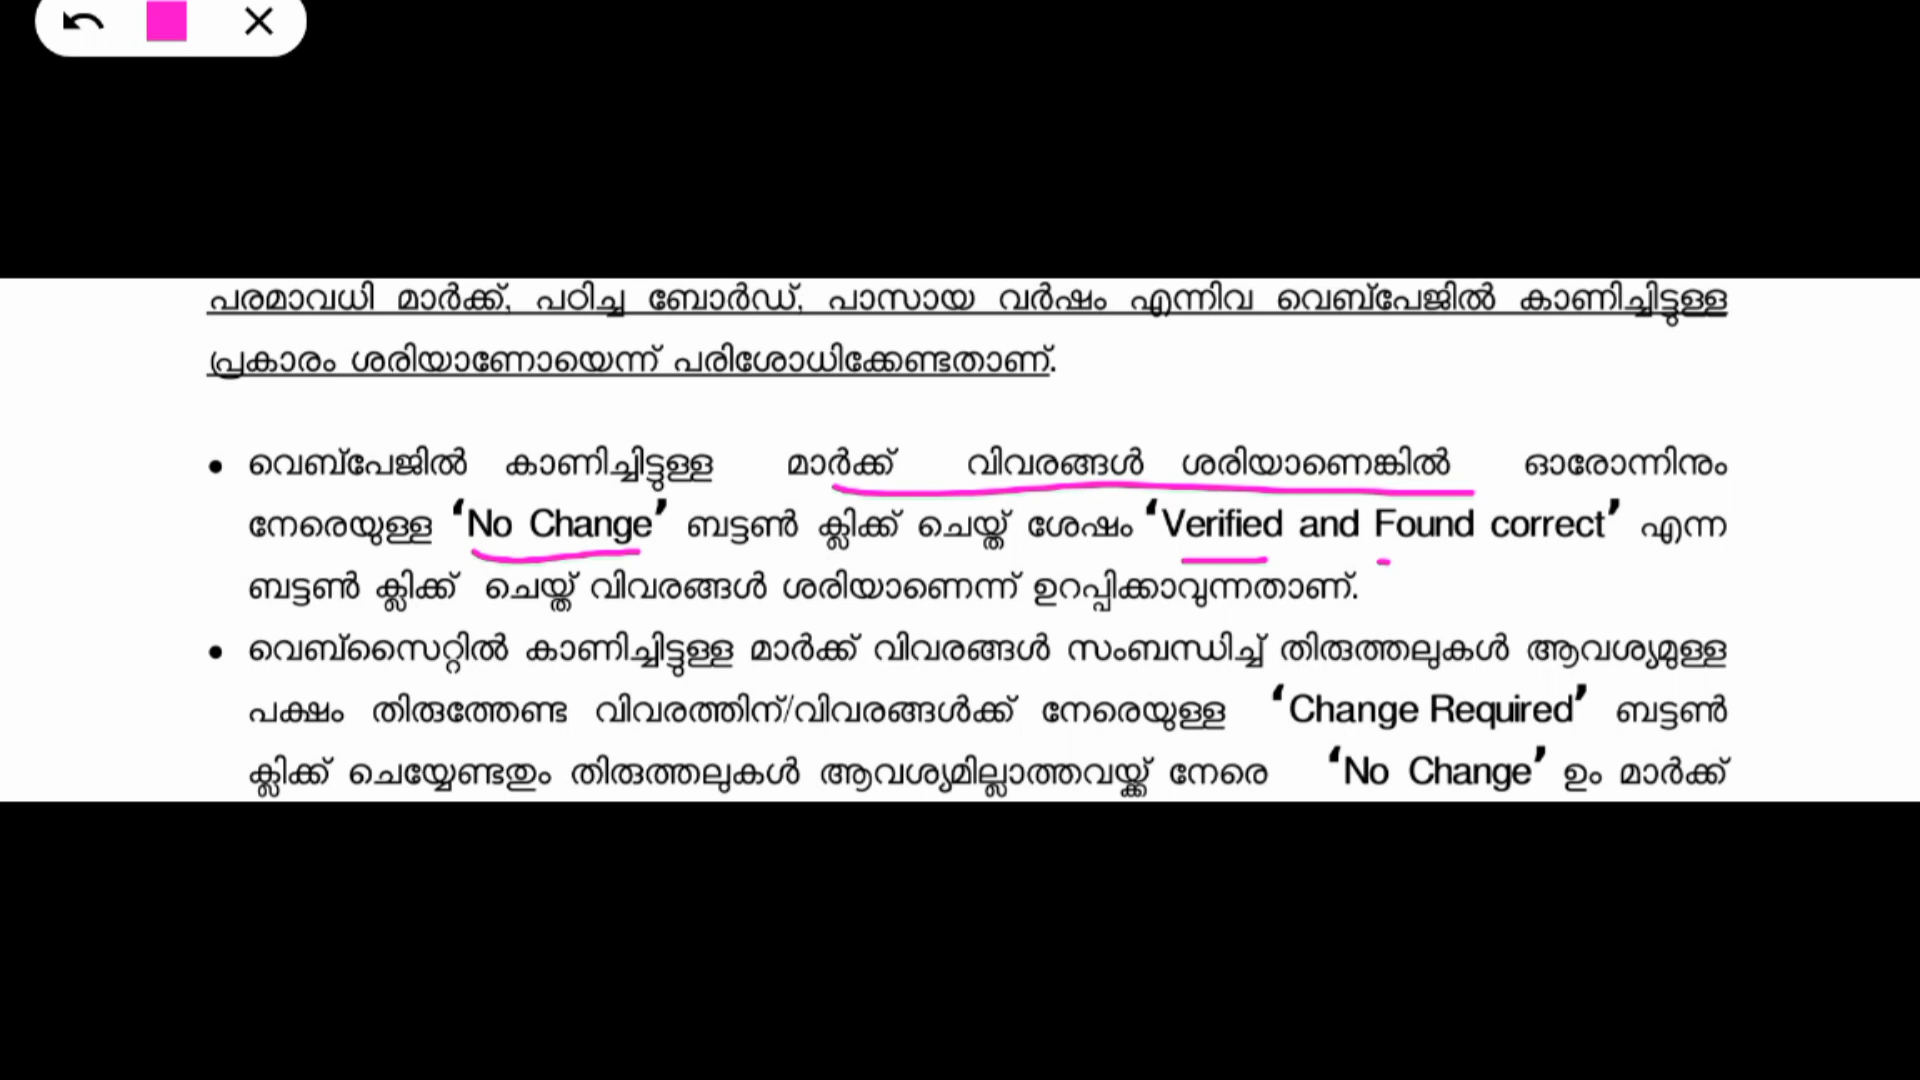 പരമാവധി മാർക്ക്, പഠിച്ച ബോർഡ്, പാസായ വർഷം എന്നിവ വെബ്പേജിൽ കാണിച്ചിട്ടുള്ള
പ്രകാരം ശരിയാണോയെന്ന് പരിശോധിക്കേണ്ടതാണ്.
• വെബ്പേജിൽ കാണിച്ചിട്ടുള്ള മാർക്ക് വിവരങ്ങൾ ശരിയാണെങ്കിൽ ഓരോന്നിനും
നേരെയുള്ള ‘No Change’ ബട്ടൺ ക്ലിക്ക് ചെയ്ത് ശേഷം ‘Verified and Found correct’ എന്ന
ബട്ടൺ ക്ലിക്ക് ചെയ്ത് വിവരങ്ങൾ ശരിയാണെന്ന് ഉറപ്പിക്കാവുന്നതാണ്.
• വെബ്സൈറ്റിൽ കാണിച്ചിട്ടുള്ള മാർക്ക് വിവരങ്ങൾ സംബന്ധിച്ച് തിരുത്തലുകൾ ആവശ്യമുള്ള
പക്ഷം തിരുത്തേണ്ട വിവരത്തിന്/വിവരങ്ങൾക്ക് നേരെയുള്ള ‘Change Required’ ബട്ടൺ
ക്ലിക്ക് ചെയ്യേണ്ടതും തിരുത്തലുകൾ ആവശ്യമില്ലാത്തവയ്ക്ക് നേരെ ‘No Change’ ഉം മാർക്ക്